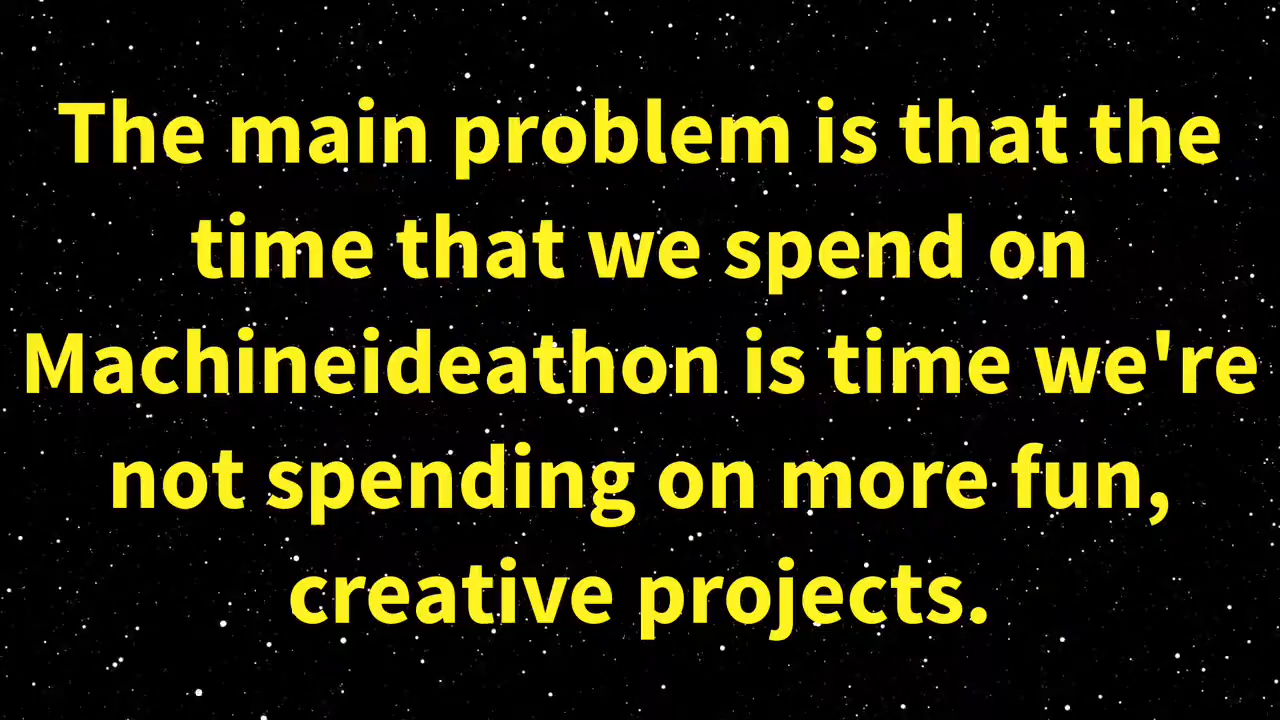 The main problem is that the
time that we spend on
Machineideathon is time we're
not spending on more fun,
creative projects.